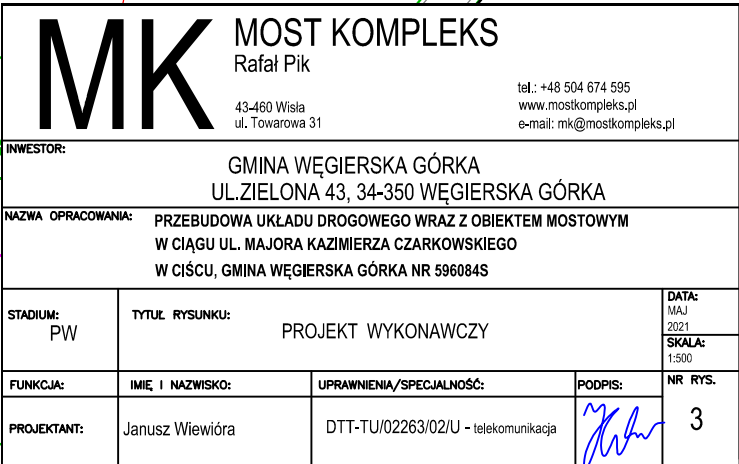 MK
MOST KOMPLEKS
Rafał Pik
43-460 Wisła
ul. Towarowa 31
tel.: +48 504 674 595
www.mostkompleks.pl
e-mail: mk@mostkompleks.pl
INWESTOR:
GMINA WĘGIERSKA GÓRKA
UL.ZIELONA 43, 34-350 WĘGIERSKA GÓRKA
NAZWA OPRACOWANIA:
PRZEBUDOWA UKŁADU DROGOWEGO WRAZ Z OBIEKTEM MOSTOWYM
W CIĄGU UL. MAJORA KAZIMIERZA CZARKOWSKIEGO
W CIŚCU, GMINA WĘGIERSKA GÓRKA NR 596084S
STADIUM:
PW
TYTUŁ RYSUNKU:
PROJEKT WYKONAWCZY
DATA:
MAJ
2021
SKALA:
1:500
FUNKCJA:
IMIĘ I NAZWISKO:
UPRAWNIENIA/SPECJALNOŚĆ:
PODPIS:
NR RYS.
PROJEKTANT:
Janusz Wiewióra
DTT-TU/02263/02/U - telekomunikacja
3